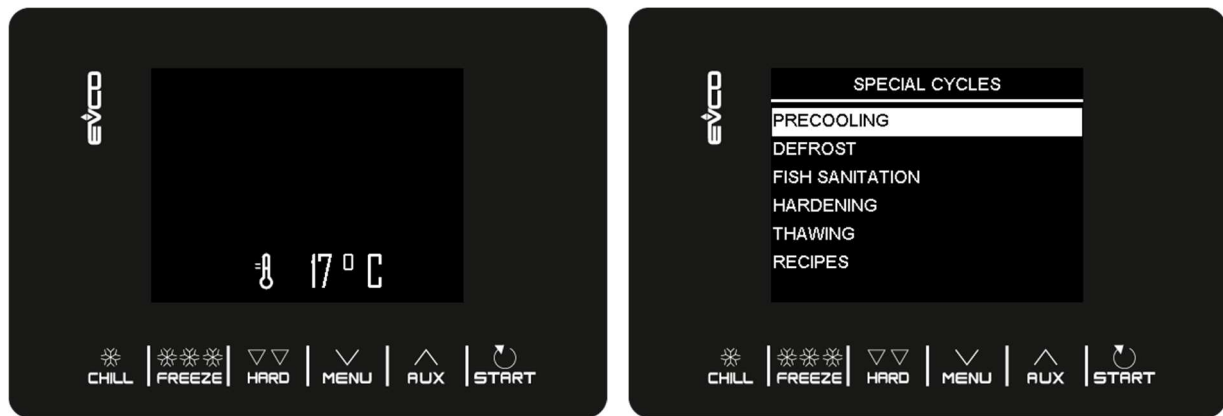 EVCO
17° C
CHILL FREEZE HARD MENU AUX START
EVCO
SPECIAL CYCLES
PRECOOLING
DEFROST
FISH SANITATION
HARDENING
THAWING
RECIPES
CHILL FREEZE HARD MENU AUX START